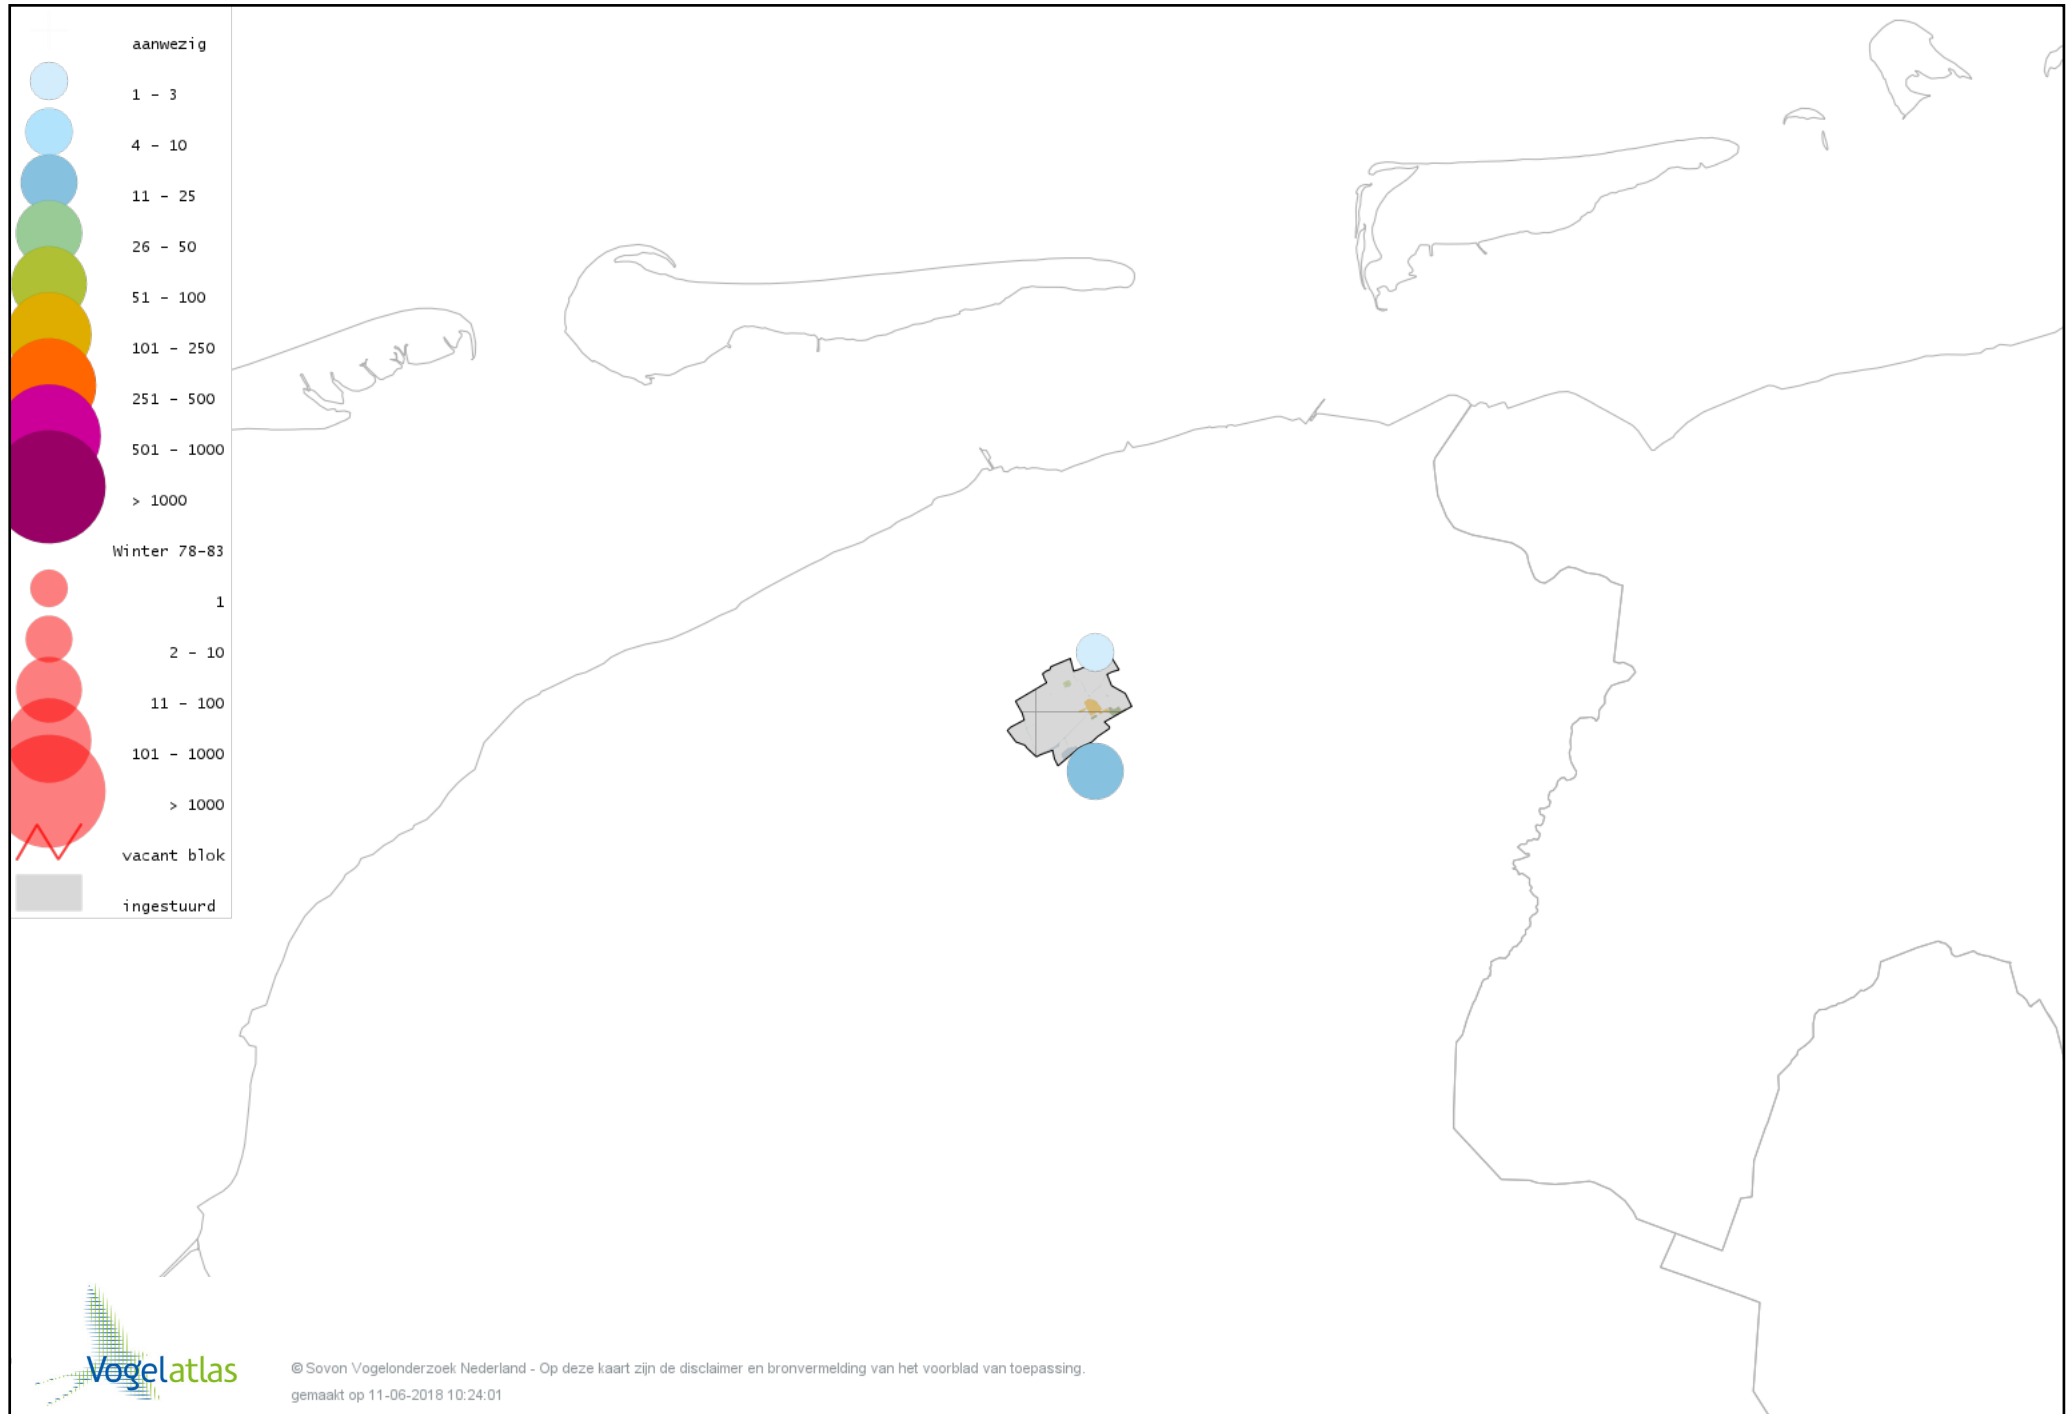 aanwezig
1 - 3
4 - 10
11 - 25
26 - 50
51 - 100
101 - 250
251 - 500
501 - 1000
> 1000
Winter 78-83
1
2 - 10
11 - 100
101 - 1000
> 1000
vacant blok
ingestuurd
Vogelatlas
© Sovon Vogelonderzoek Nederland - Op deze kaart zijn de disclaimer en bronvermelding van het voorblad van toepassing.
gemaakt op 11-06-2018 10:24:01